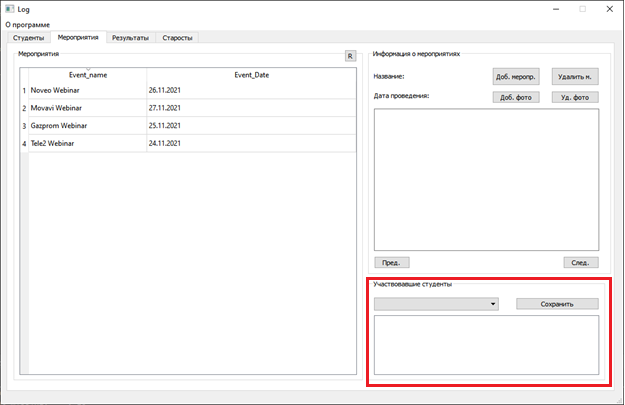 Log
О программе
Студенты Мероприятия Результаты Старосты
Мероприятия R
Event_name Event_Date
1 Noveo Webinar 26.11.2021
2 Movavi Webinar 27.11.2021
3 Gazprom Webinar 25.11.2021
4 Tele2 Webinar 24.11.2021
Информация о мероприятиях
Название: Доб. меропр. Удалить м.
Дата проведения: Доб. фото Уд. фото
Пред. След.
Участвовавшие студенты
Сохранить